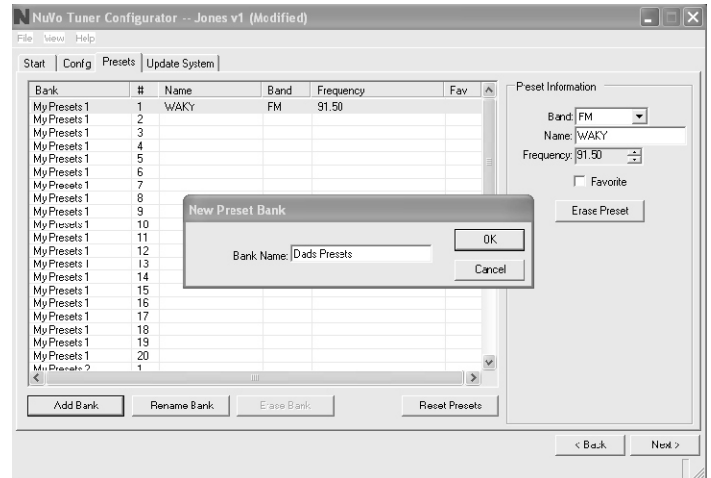 NuVo Tuner Configurator -- Jones v1 (Modified)
File View Help
Start Config Presets Update System
Bank # Name Band Frequency Fav
My Presets 1 1 WAKY FM 91.50
My Presets 1 2
My Presets 1 3
My Presets 1 4
My Presets 1 5
My Presets 1 6
My Presets 1 7
My Presets 1 8
My Presets 1 9
My Presets 1 10
My Presets 1 11
My Presets 1 12
My Presets 1 13
My Presets 1 14
My Presets 1 15
My Presets 1 16
My Presets 1 17
My Presets 1 18
My Presets 1 19
My Presets 1 20
My Presets 2 1
Add Bank Rename Bank Erase Bank Reset Presets
New Preset Bank
Bank Name: Dads Presets
OK
Cancel
Preset Information
Band: FM
Name: WAKY
Frequency: 91.50
Favorite
Erase Preset
< Back Next >